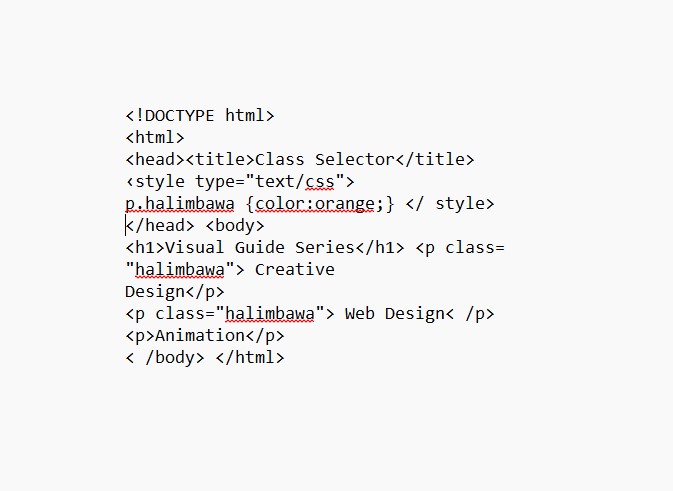 <!DOCTYPE html>
<html>
<head><title>Class Selector</title>
‹style type="text/css">
p.halimbawa {color:orange;} </ style>
</head> <body>
<h1>Visual Guide Series</h1> <p class=
"halimbawa"> Creative
Design</p>
<p class="halimbawa"> Web Design< /p>
<p>Animation</p>
< /body> </html>